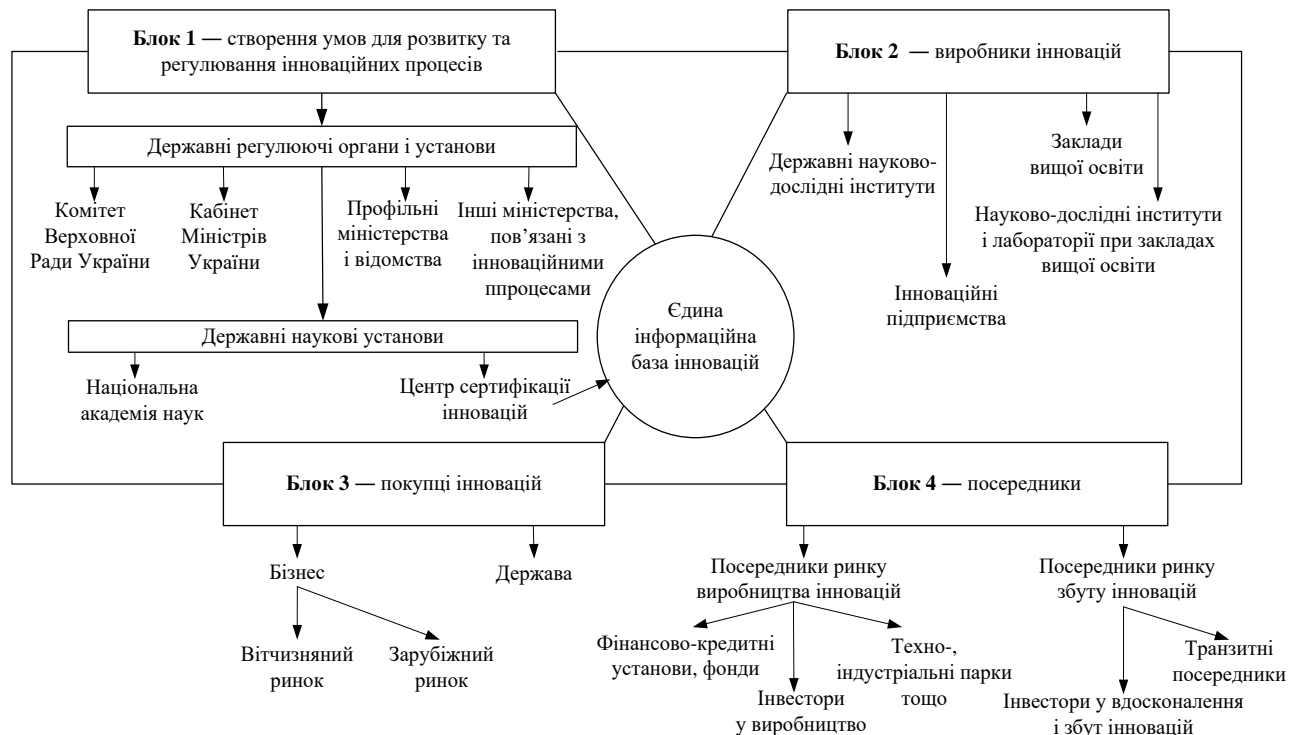 Блок 1 — створення умов для розвитку та
регулювання інноваційних процесів
Блок 2 — виробники інновацій
Державні регулюючі органи і установи
Комітет
Верховної
Ради України
Кабінет
Міністрів
України
Профільні
міністерства
і відомства
Інші міністерства,
пов’язані з
інноваційними
ппроцесами
Державні наукові установи
Національна
академія наук
Центр сертифікації
інновацій
Єдина
інформаційна
база інновацій
Державні науково-
дослідні інститути
Інноваційні
підприємства
Заклади
вищої освіти
Науково-дослідні інститути
і лабораторії при закладах
вищої освіти
Блок 3 — покупці інновацій
Бізнес
Держава
Вітчизняний
ринок
Зарубіжний
ринок
Блок 4 — посередники
Посередники ринку
виробництва інновацій
Фінансово-кредитні
установи, фонди
Інвестори
у виробництво
Техно-,
індустріальні парки
тощо
Посередники ринку
збуту інновацій
Транзитні
посередники
Інвестори у вдосконалення
і збут інновацій